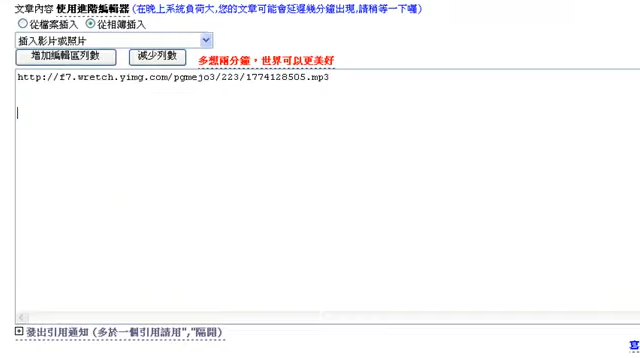 文章內容 使用進階編輯器 (在晚上系統負荷大,您的文章可能會延遲幾分鐘出現,請稍等一下囉)
從檔案插入 從相簿插入
插入影片或照片
增加編輯區列數 減少列數 多想兩分鐘，世界可以更美好
http://f7.wretch.yimg.com/pgmejo3/223/1774128505.mp3
發出引用通知 (多於一個引用請用","隔開)